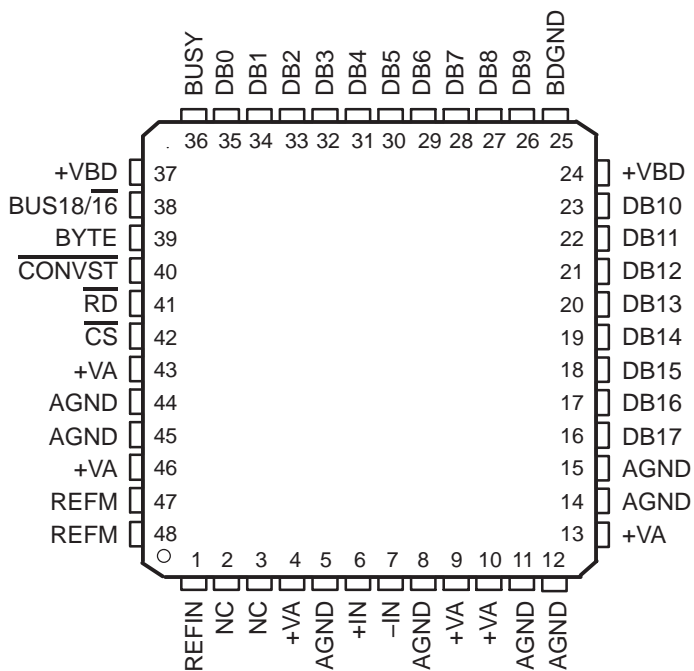 BUSY DB0 DB1 DB2 DB3 DB4 DB5 DB6 DB7 DB8 DB9 BDGND
36 35 34 33 32 31 30 29 28 27 26 25
+VBD 37 24 +VBD
BUS18/1̅6̅ 38 23 DB10
BYTE 39 22 DB11
C̅O̅N̅V̅S̅T̅ 40 21 DB12
R̅D̅ 41 20 DB13
C̅S̅ 42 19 DB14
+VA 43 18 DB15
AGND 44 17 DB16
AGND 45 16 DB17
+VA 46 15 AGND
REFM 47 14 AGND
REFM 48 13 +VA
1 2 3 4 5 6 7 8 9 10 11 12
REFIN NC NC +VA AGND +IN –IN AGND +VA +VA AGND AGND